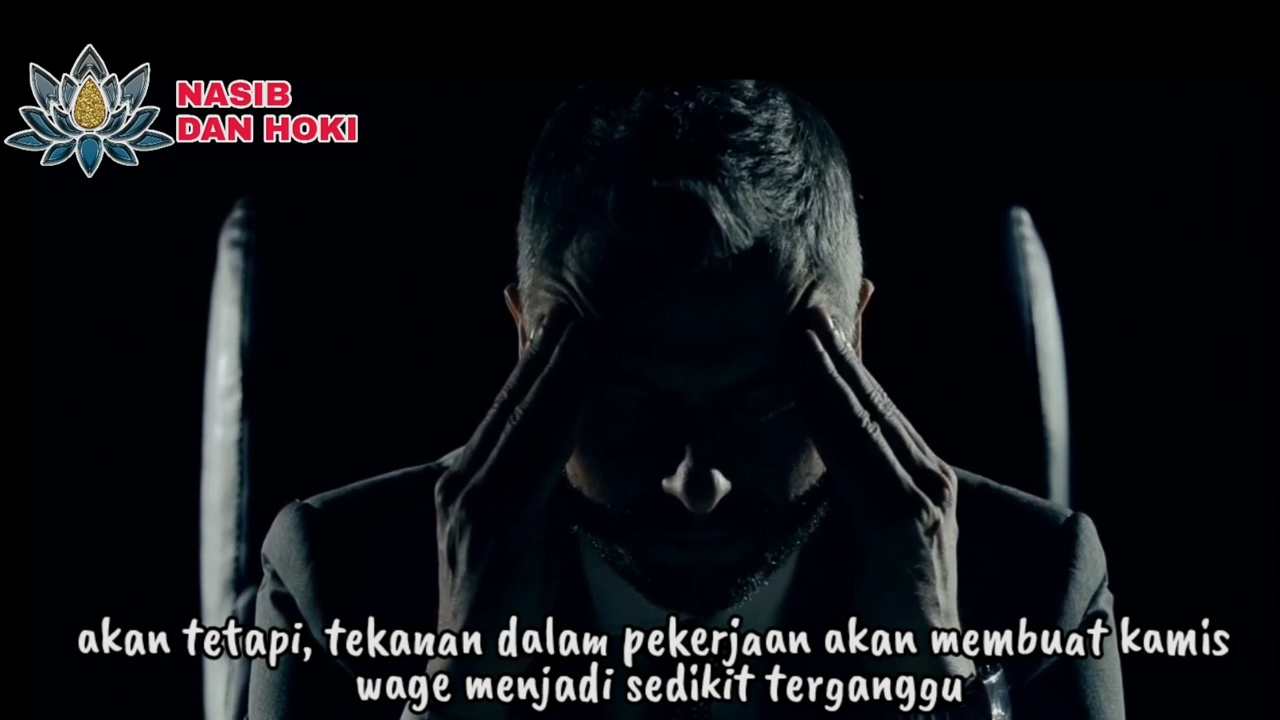 NASIB
DAN HOKI
akan tetapi, tekanan dalam pekerjaan akan membuat kamis
wage menjadi sedikit terganggu